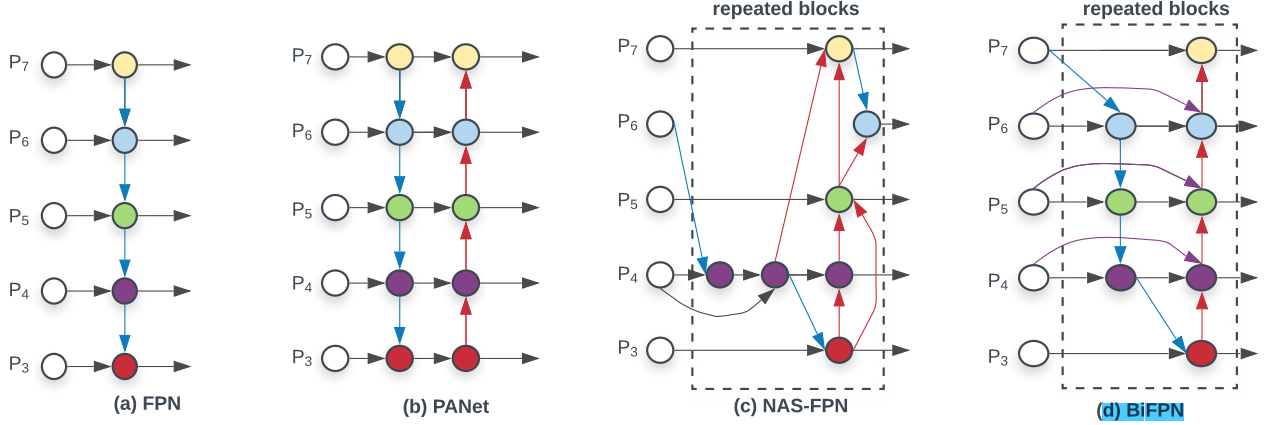 repeated blocks
repeated blocks
P7
P6
P5
P4
P3
(a) FPN
P7
P6
P5
P4
P3
(b) PANet
P7
P6
P5
P4
P3
(c) NAS-FPN
P7
P6
P5
P4
P3
(d) BiFPN